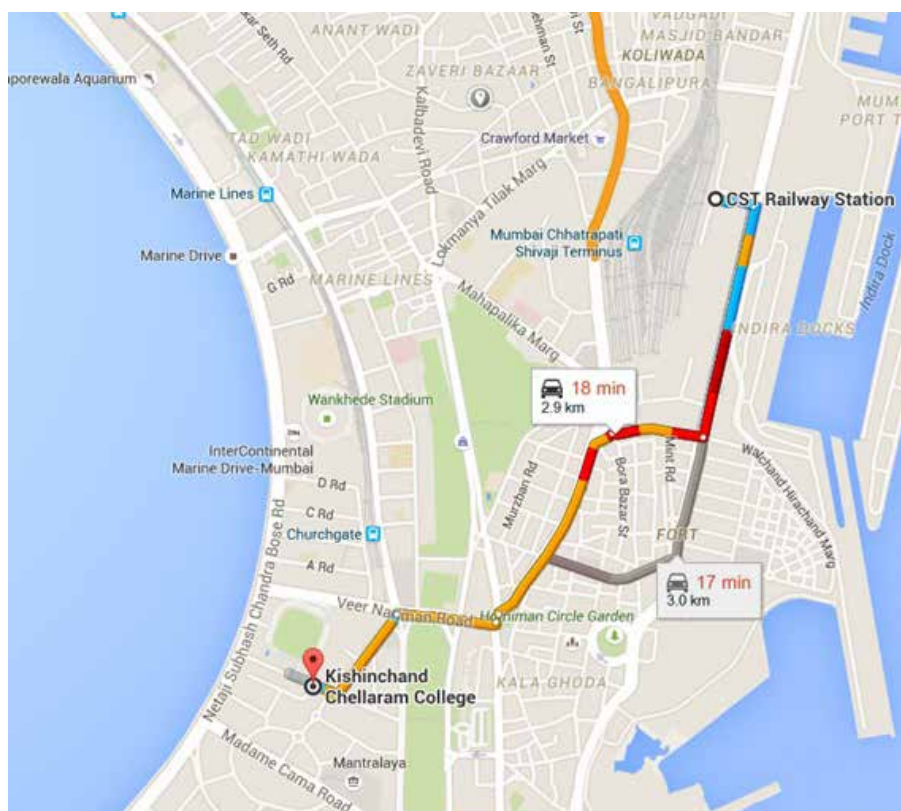 ANANT WADI
VADGADI
MASJID BANDAR
KOLIWADA
aporewala Aquarium
ZAVERI BAZAAR
BANGALIPURA
Kalbadevi Road
TAD WADI
KAMATHI WADA
Crawford Market
Marine Lines
Lokmanya Tilak Marg
CST Railway Station
Mumbai Chhatrapati
Shivaji Terminus
Marine Drive
G Rd
MARINE LINES
Mahapalika Marg
Indira Dock
INDIRA DOCKS
18 min
2.9 km
Wankhede Stadium
InterContinental
Marine Drive-Mumbai
D Rd
C Rd
A Rd
Murzban Rd
Bora Bazar St
Mint Rd
Walchand Hirachand Marg
Churchgate
FORT
17 min
3.0 km
Netaji Subhash Chandra Bose Rd
Veer Nariman Road
Horniman Circle Garden
Kishinchand
Chellaram College
KALA GHODA
Madame Cama Road
Mantralaya